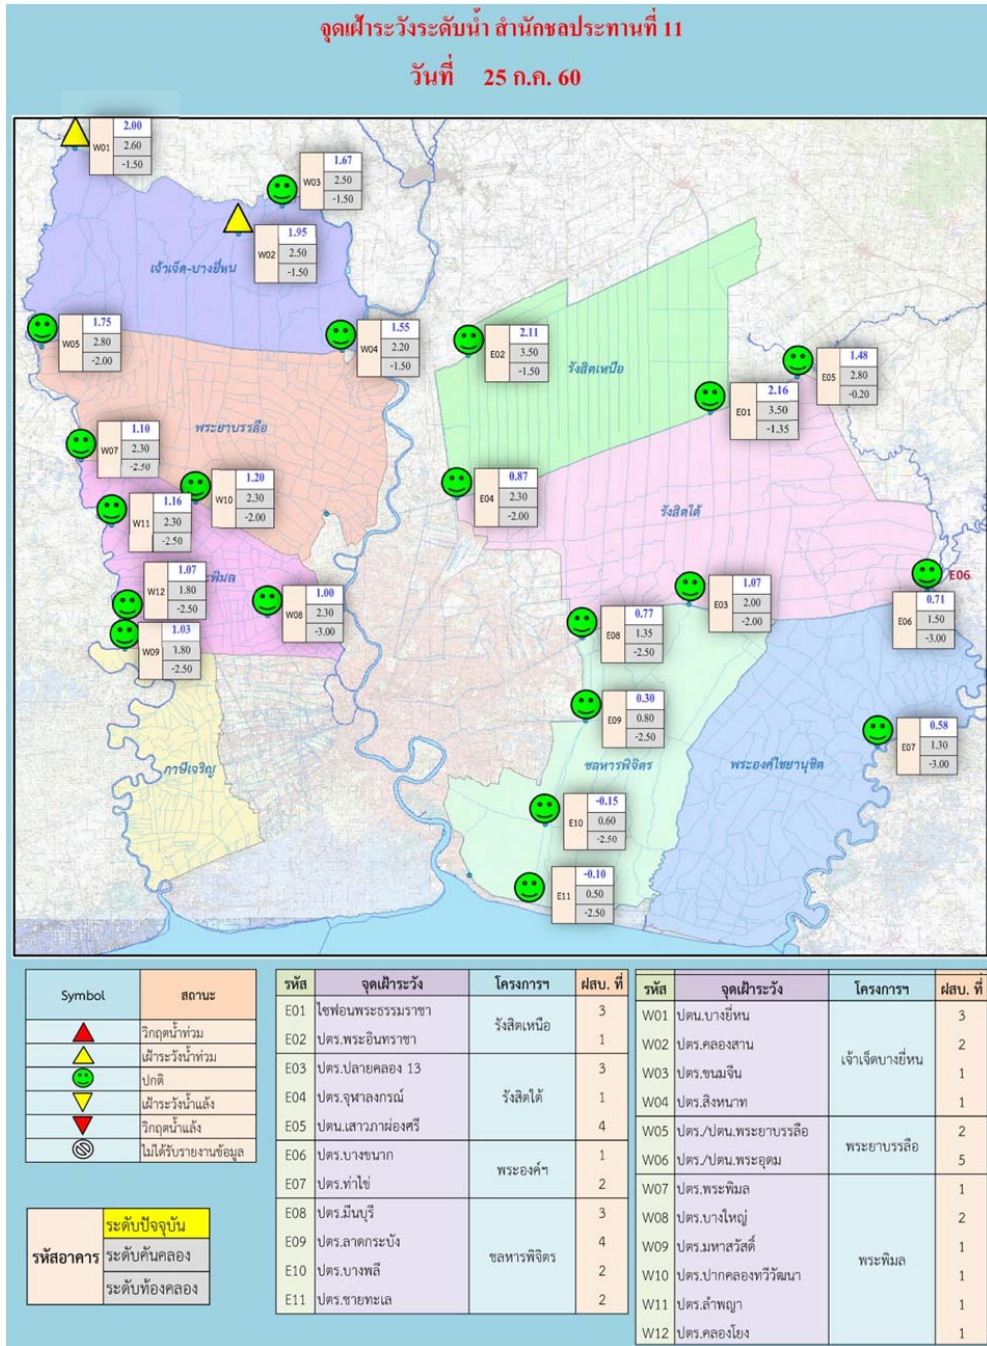 จุดเฝ้าระวังระดับน้ำ สำนักชลประทานที่ 11
วันที่ 25 ก.ค. 60
W01 2.00 2.60 -1.50
W03 1.67 2.50 -1.50
W02 1.95 2.50 -1.50
เจ้าเจ็ด-บางยี่หน
W05 1.75 2.80 -2.00
W04 1.55 2.20 -1.50
E02 2.11 3.50 -1.50
รังสิตเหนือ
E05 1.48 2.80 -0.20
E01 2.16 3.50 -1.35
พระยาบรรลือ
W07 1.10 2.30 -2.50
W10 1.20 2.30 -2.00
E04 0.87 2.30 -2.00
W11 1.16 2.30 -2.50
รังสิตใต้
W12 1.07 1.80 -2.50
ะพิมล
W08 1.00 2.30 -3.00
E03 1.07 2.00 -2.00
E06
E06 0.71 1.50 -3.00
W09 1.03 1.80 -2.50
E08 0.77 1.35 -2.50
E09 0.30 0.80 -2.50
E07 0.58 1.30 -3.00
ภาษีเจริญ
ชลหารพิจิตร
พระองค์ไชยานุชิต
E10 -0.15 0.60 -2.50
E11 -0.10 0.50 -2.50
Symbol สถานะ
วิกฤตน้ำท่วม
เฝ้าระวังน้ำท่วม
ปกติ
เฝ้าระวังน้ำแล้ง
วิกฤตน้ำแล้ง
ไม่ได้รับรายงานข้อมูล
รหัสอาคาร
ระดับปัจจุบัน
ระดับคันคลอง
ระดับท้องคลอง
รหัส จุดเฝ้าระวัง โครงการฯ ฝสบ. ที่
E01 ไซฟอนพระธรรมราชา รังสิตเหนือ 3
E02 ปตร.พระอินทราชา 1
E03 ปตร.ปลายคลอง 13 รังสิตใต้ 3
E04 ปตร.จุฬาลงกรณ์ 1
E05 ปตน.เสาวภาผ่องศรี 4
E06 ปตร.บางขนาก พระองค์ฯ 1
E07 ปตร.ท่าไข่ 2
E08 ปตร.มีนบุรี ชลหารพิจิตร 3
E09 ปตร.ลาดกระบัง 4
E10 ปตร.บางพลี 2
E11 ปตร.ชายทะเล 2
รหัส จุดเฝ้าระวัง โครงการฯ ฝสบ. ที่
W01 ปตน.บางยี่หน เจ้าเจ็ดบางยี่หน 3
W02 ปตร.คลองสาน 2
W03 ปตร.ขนมจีน 1
W04 ปตร.สิงหนาท 1
W05 ปตร./ปตน.พระยาบรรลือ พระยาบรรลือ 2
W06 ปตร./ปตน.พระอุดม 5
W07 ปตร.พระพิมล พระพิมล 1
W08 ปตร.บางใหญ่ 2
W09 ปตร.มหาสวัสดิ์ 1
W10 ปตร.ปากคลองทวีวัฒนา 1
W11 ปตร.ลำพญา 1
W12 ปตร.คลองโยง 1